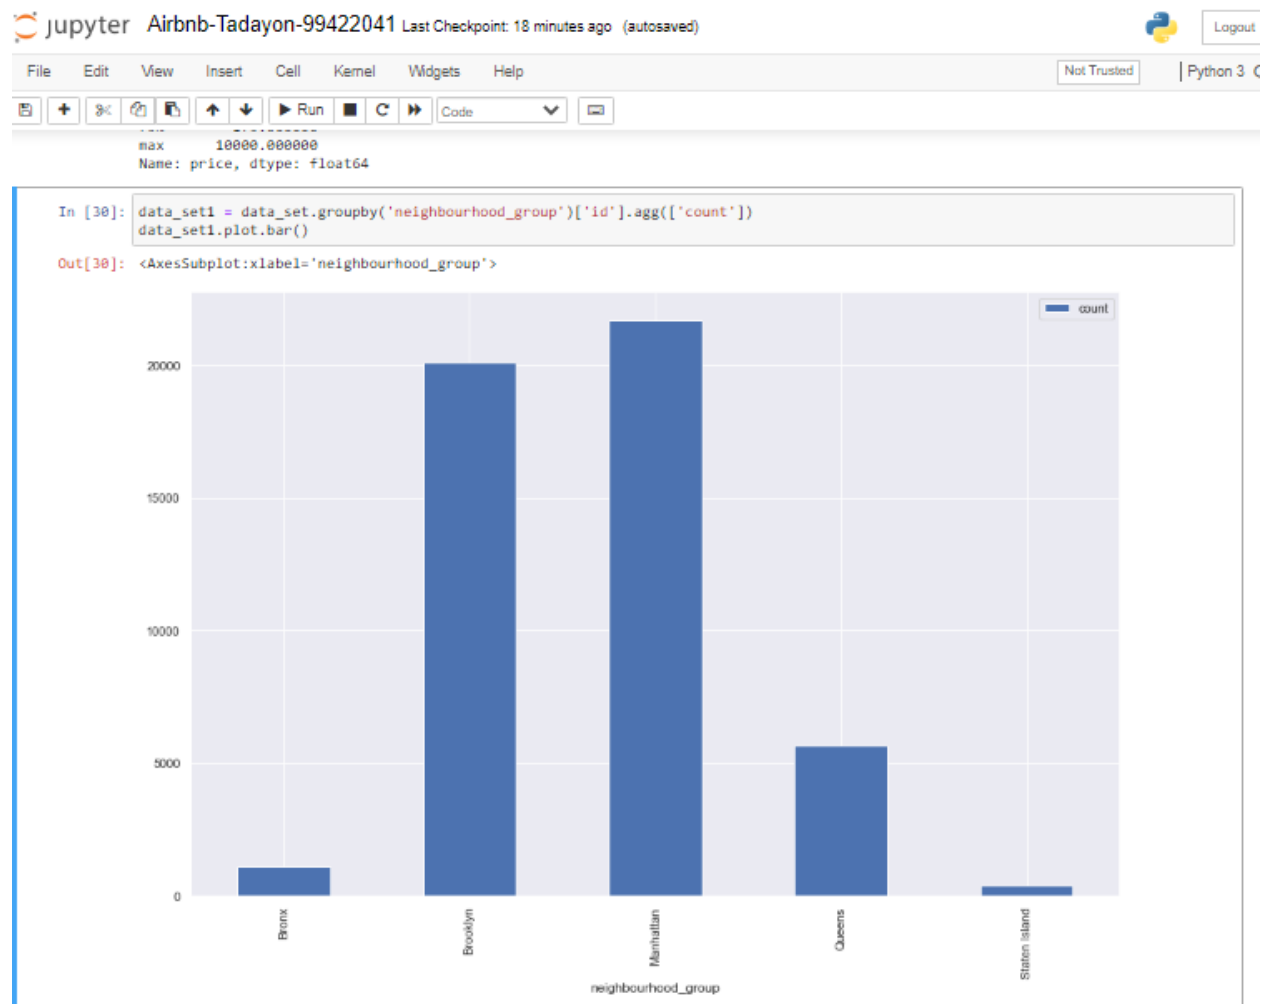 jupyter Airbnb-Tadayon-99422041 Last Checkpoint: 18 minutes ago (autosaved)
Logout
File Edit View Insert Cell Kernel Widgets Help
Not Trusted
Python 3
Run
Code
max 10000.000000
Name: price, dtype: float64
In [30]: data_set1 = data_set.groupby('neighbourhood_group')['id'].agg(['count'])
data_set1.plot.bar()
Out[30]: <AxesSubplot:xlabel='neighbourhood_group'>
count
20000
15000
10000
5000
0
Bronx
Brooklyn
Manhattan
Queens
Staten Island
neighbourhood_group